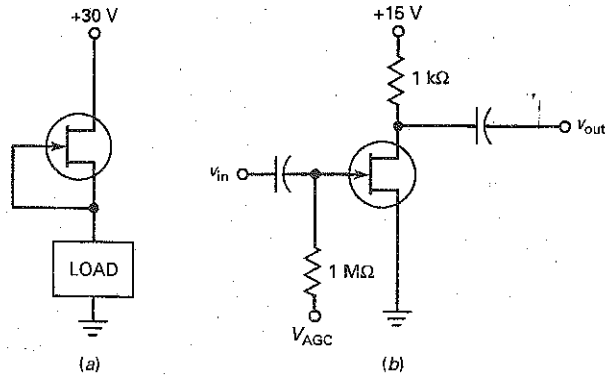 +30 V
LOAD
(a)
+15 V
1 kΩ
v_out
v_in
1 MΩ
V_AGC
(b)